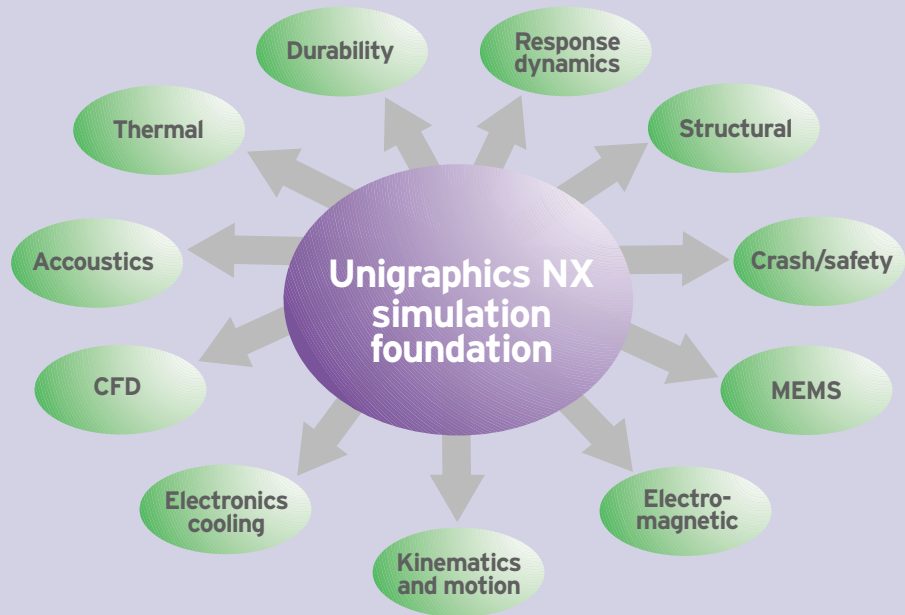 Durability
Response
dynamics
Thermal
Structural
Accoustics
Unigraphics NX
simulation
foundation
Crash/safety
CFD
MEMS
Electronics
cooling
Electro-
magnetic
Kinematics
and motion